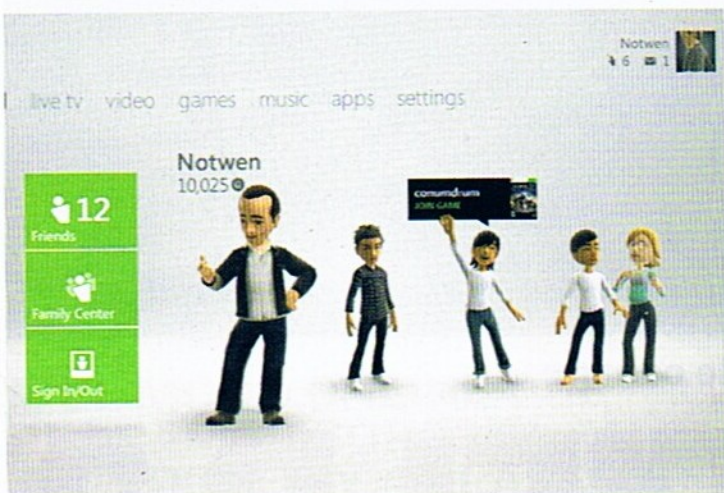 Notwen
6 1
live tv video games music apps settings
Notwen
10,025 G
12
Friends
Family Center
Sign In/Out
conundrum
JOIN GAME